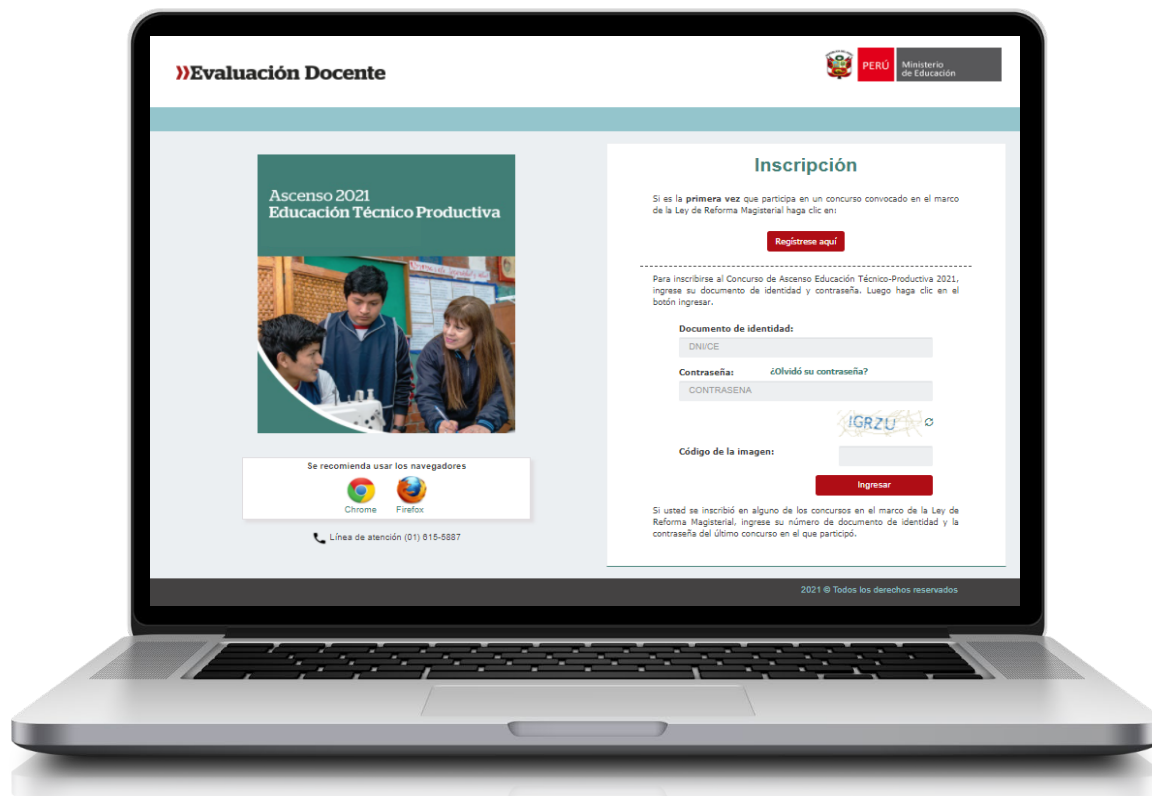 »Evaluación Docente
PERÚ
Ministerio
de Educación
Ascenso 2021
Educación Técnico Productiva
Se recomienda usar los navegadores
Chrome
Firefox
Línea de atención (01) 615-5887
Inscripción
Si es la primera vez que participa en un concurso convocado en el marco
de la Ley de Reforma Magisterial haga clic en:
Regístrese aquí
Para inscribirse al Concurso de Ascenso Educación Técnico-Productiva 2021,
ingrese su documento de identidad y contraseña. Luego haga clic en el
botón ingresar.
Documento de identidad:
DNI/CE
Contraseña:
¿Olvidó su contraseña?
CONTRASENA
IGRZU
Código de la imagen:
Ingresar
Si usted se inscribió en alguno de los concursos en el marco de la Ley de
Reforma Magisterial, ingrese su número de documento de identidad y la
contraseña del último concurso en el que participó.
2021 © Todos los derechos reservados